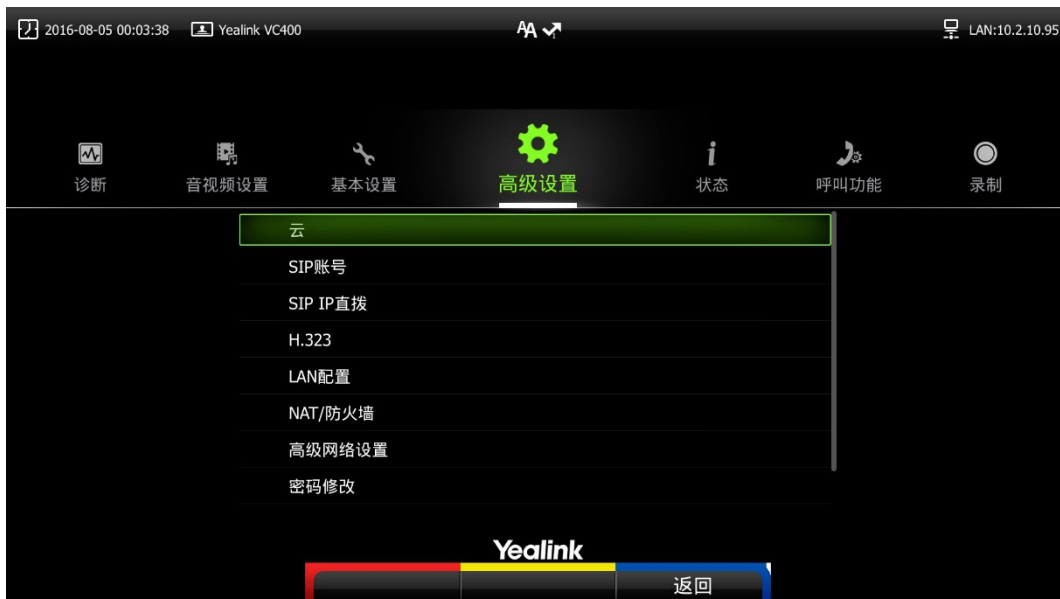 2016-08-05 00:03:38 Yealink VC400 AA LAN:10.2.10.95
诊断 音视频设置 基本设置 高级设置 状态 呼叫功能 录制
云
SIP账号
SIP IP直拨
H.323
LAN配置
NAT/防火墙
高级网络设置
密码修改
Yealink
返回